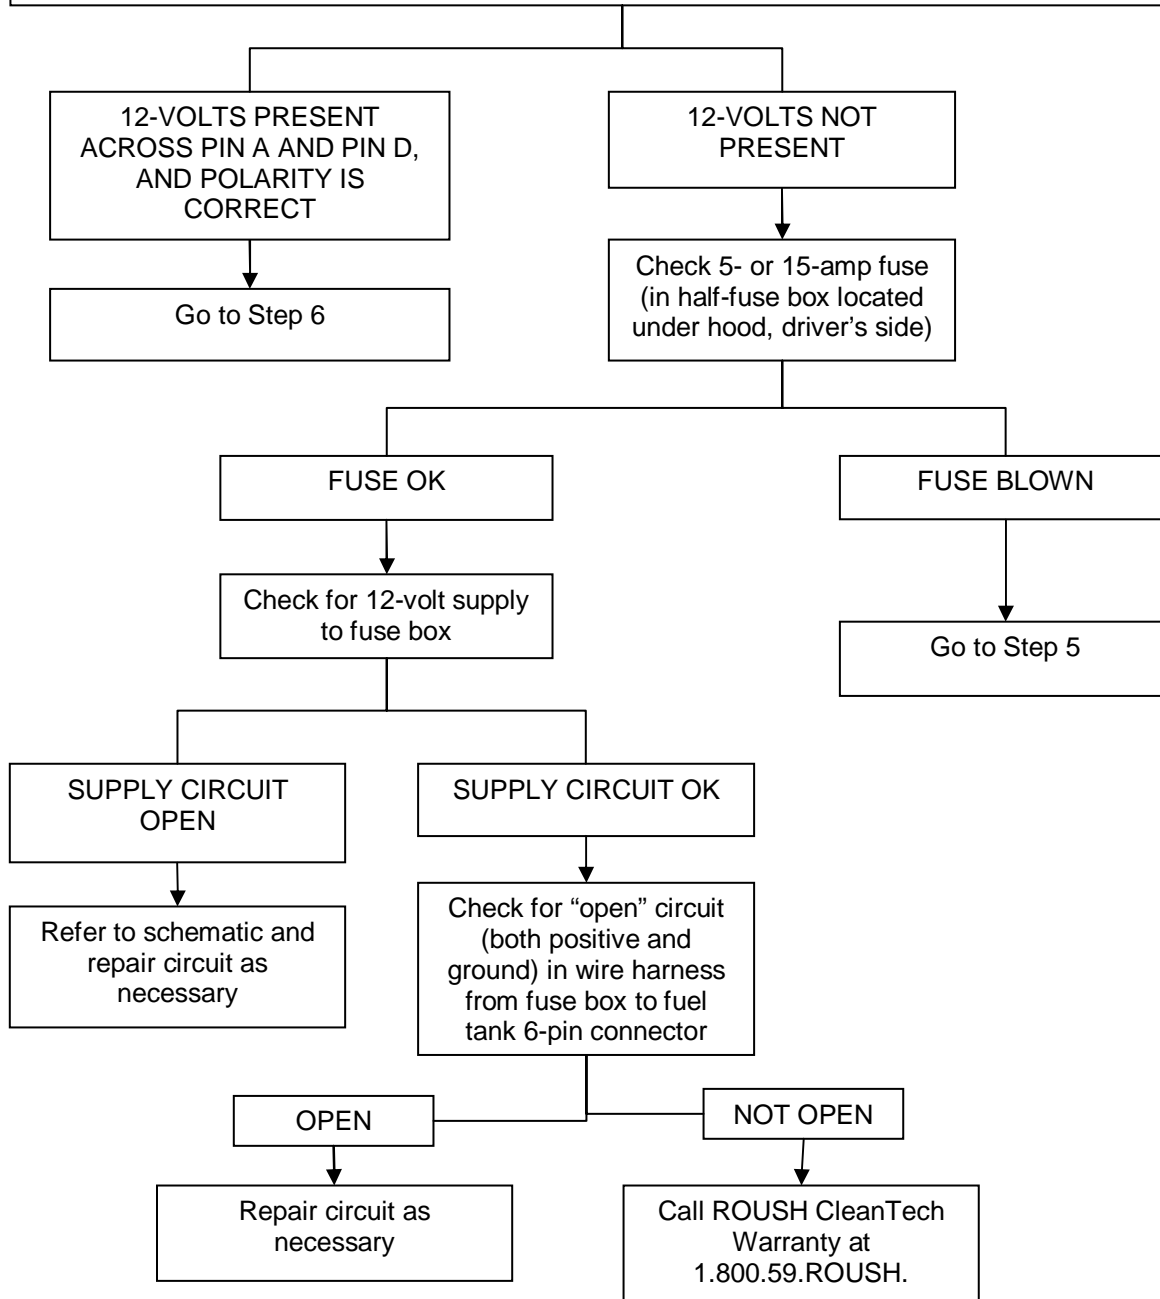 12-VOLTS PRESENT
ACROSS PIN A AND PIN D,
AND POLARITY IS
CORRECT
12-VOLTS NOT
PRESENT
Go to Step 6
Check 5- or 15-amp fuse
(in half-fuse box located
under hood, driver’s side)
FUSE OK
FUSE BLOWN
Check for 12-volt supply
to fuse box
Go to Step 5
SUPPLY CIRCUIT
OPEN
SUPPLY CIRCUIT OK
Refer to schematic and
repair circuit as
necessary
Check for “open” circuit
(both positive and
ground) in wire harness
from fuse box to fuel
tank 6-pin connector
OPEN
NOT OPEN
Repair circuit as
necessary
Call ROUSH CleanTech
Warranty at
1.800.59.ROUSH.